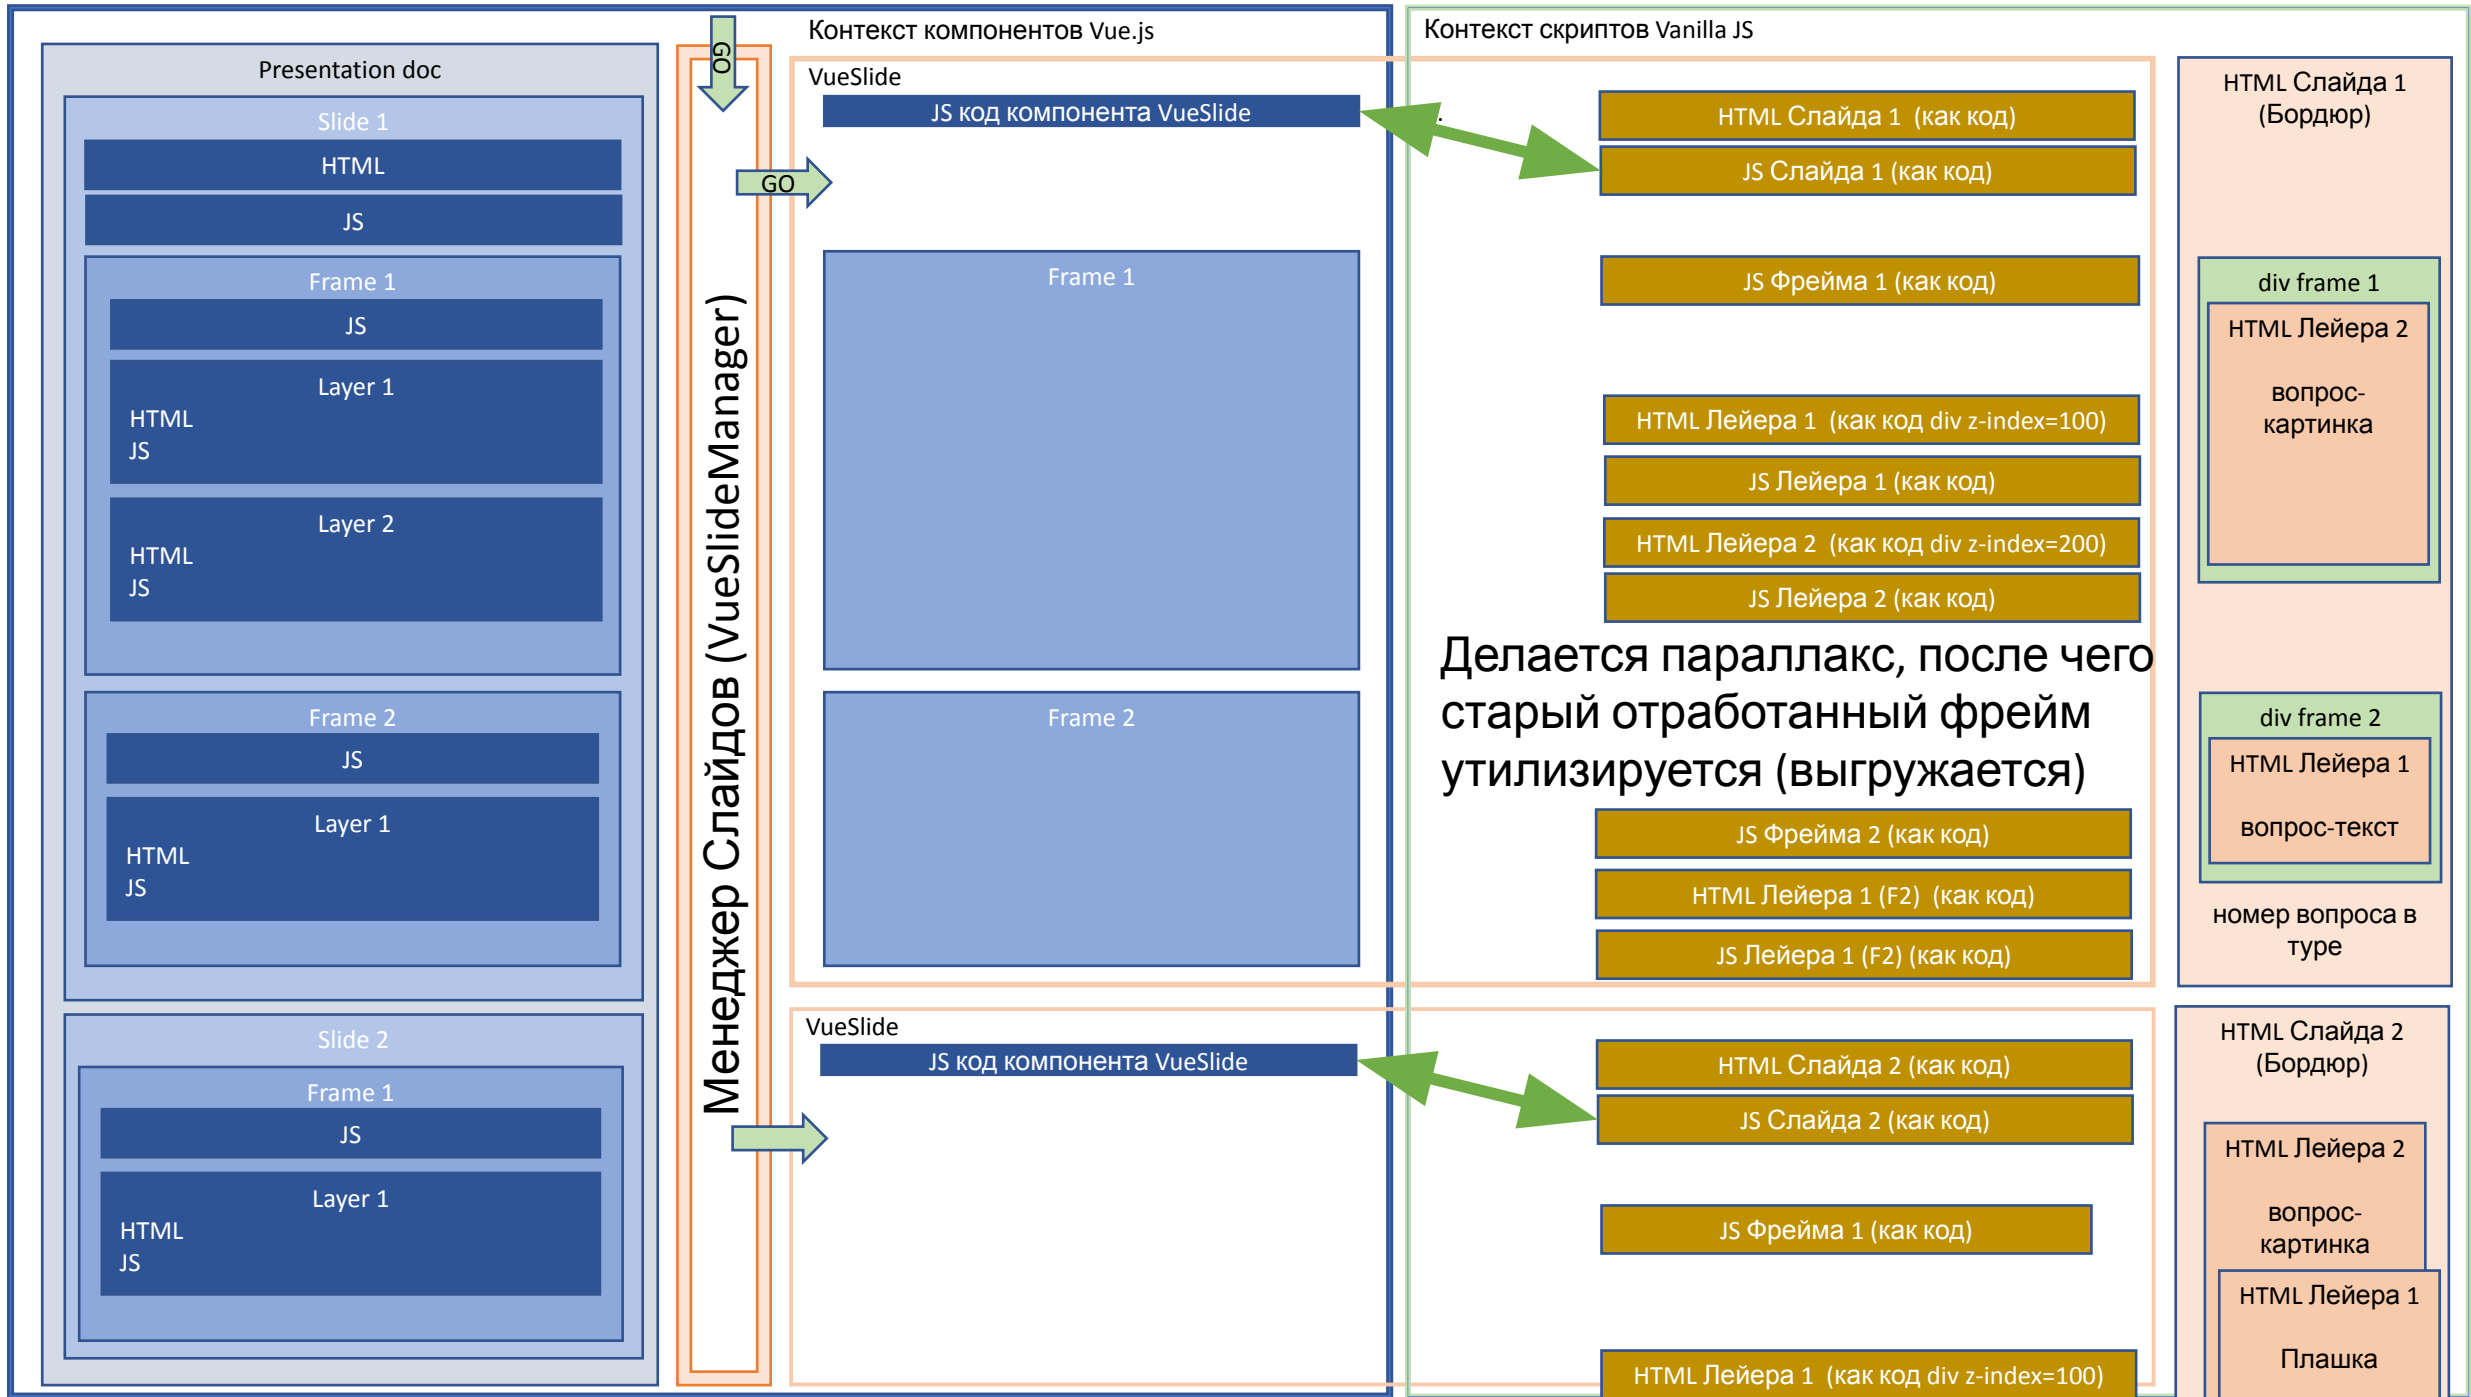 Контекст компонентов Vue.js
Контекст скриптов Vanilla JS
Presentation doc
Slide 1
HTML
JS
Frame 1
JS
Layer 1
HTML
JS
Layer 2
HTML
JS
Frame 2
JS
Layer 1
HTML
JS
Slide 2
Frame 1
JS
Layer 1
HTML
JS
GO
Менеджер Слайдов (VueSlideManager)
GO
VueSlide
JS код компонента VueSlide
Frame 1
Frame 2
VueSlide
JS код компонента VueSlide
.
HTML Слайда 1 (как код)
JS Слайда 1 (как код)
JS Фрейма 1 (как код)
HTML Лейера 1 (как код div z-index=100)
JS Лейера 1 (как код)
HTML Лейера 2 (как код div z-index=200)
JS Лейера 2 (как код)
Делается параллакс, после чего
старый отработанный фрейм
утилизируется (выгружается)
JS Фрейма 2 (как код)
HTML Лейера 1 (F2) (как код)
JS Лейера 1 (F2) (как код)
HTML Слайда 2 (как код)
JS Слайда 2 (как код)
JS Фрейма 1 (как код)
HTML Лейера 1 (как код div z-index=100)
HTML Слайда 1
(Бордюр)
div frame 1
HTML Лейера 2
вопрос-
картинка
div frame 2
HTML Лейера 1
вопрос-текст
номер вопроса в
туре
HTML Слайда 2
(Бордюр)
HTML Лейера 2
вопрос-
картинка
HTML Лейера 1
Плашка